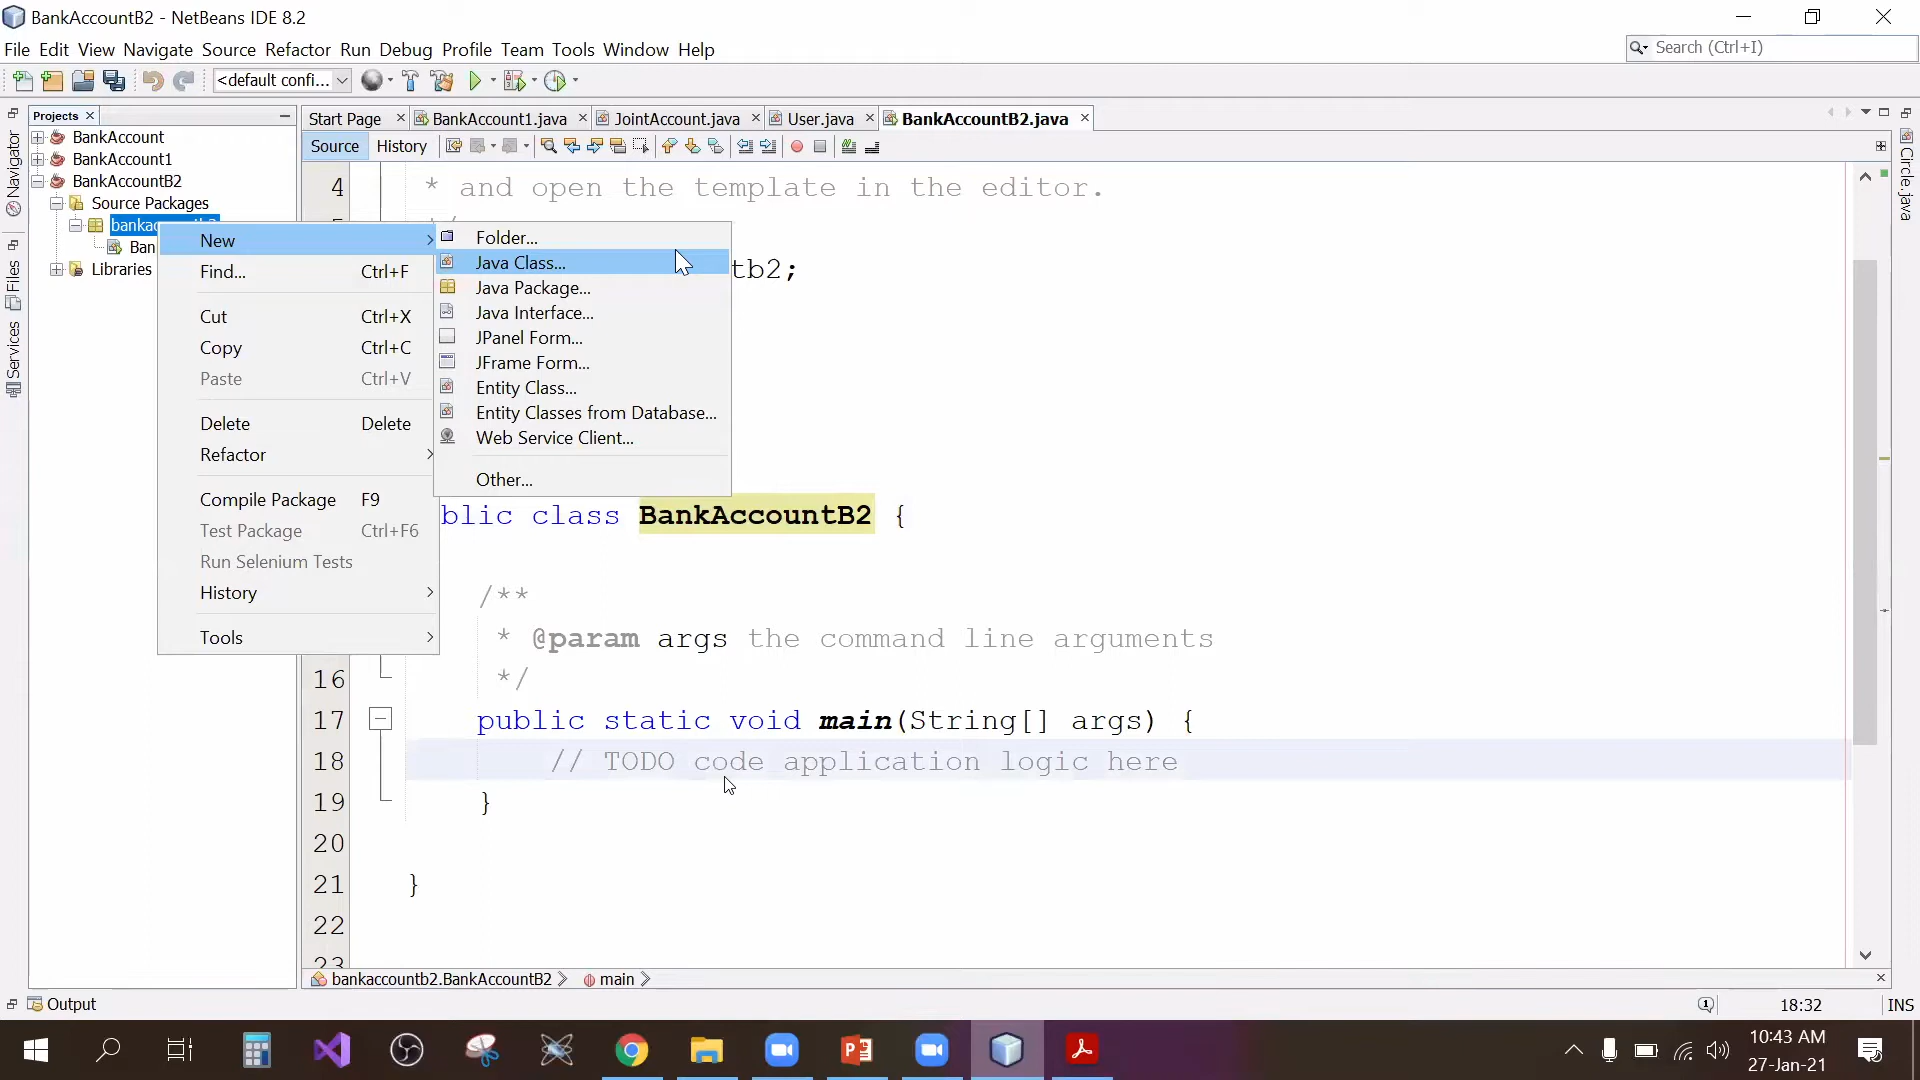 BankAccountB2 - NetBeans IDE 8.2
File Edit View Navigate Source Refactor Run Debug Profile Team Tools Window Help
Search (Ctrl+I)
<default confi...
Projects
Start Page
BankAccount1.java
JointAccount.java
User.java
BankAccountB2.java
Source History
Navigator
Files
Services
Circle.java
BankAccount
BankAccount1
BankAccountB2
Source Packages
Ban
Libraries
New
Find... Ctrl+F
Cut Ctrl+X
Copy Ctrl+C
Paste Ctrl+V
Delete Delete
Refactor
Compile Package F9
Test Package Ctrl+F6
Run Selenium Tests
History
Tools
Folder...
Java Class...
Java Package...
Java Interface...
JPanel Form...
JFrame Form...
Entity Class...
Entity Classes from Database...
Web Service Client...
Other...
4 * and open the template in the editor.
tb2;
blic class BankAccountB2 {
/**
* @param args the command line arguments
16 */
17 public static void main(String[] args) {
18 // TODO code application logic here
19 }
20
21 }
22
23
bankaccountb2.BankAccountB2 main
Output
18:32 INS
10:43 AM
27-Jan-21